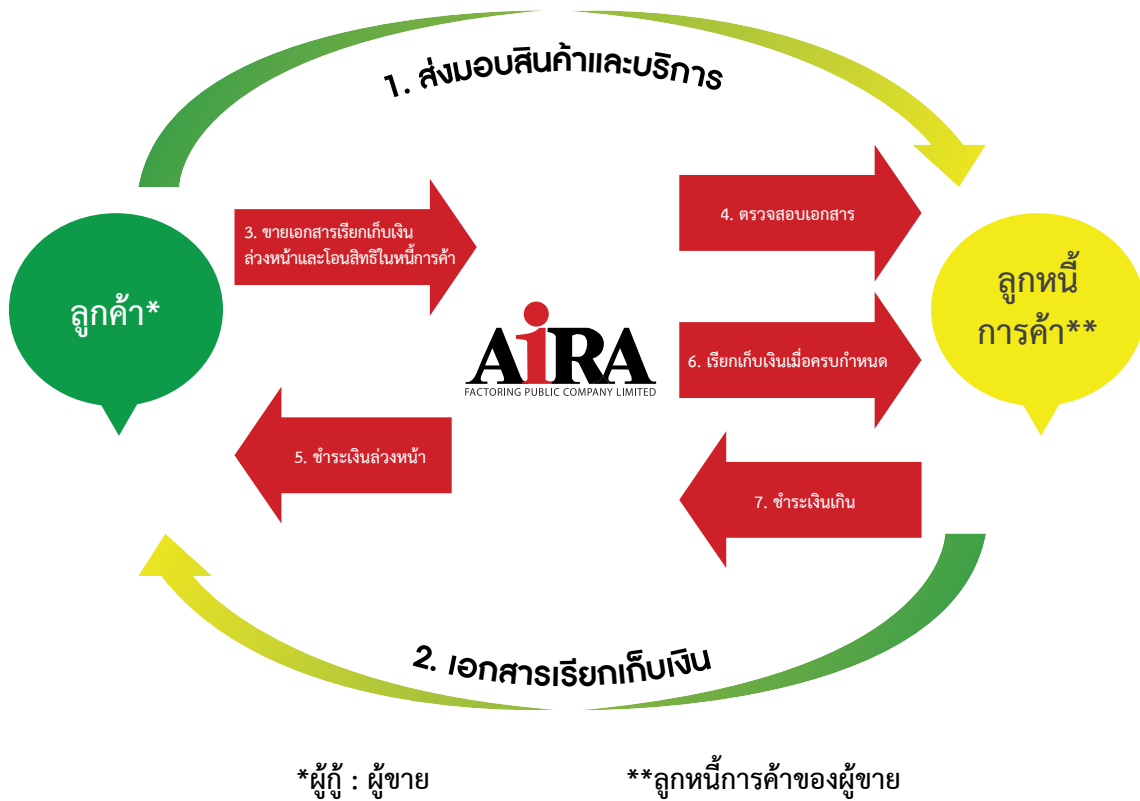 1. ส่งมอบสินค้าและบริการ
3. ขายเอกสารเรียกเก็บเงิน
ล่วงหน้าและโอนสิทธิในหนี้การค้า
4. ตรวจสอบเอกสาร
ลูกค้า*
ลูกหนี้
การค้า**
AiRA
FACTORING PUBLIC COMPANY LIMITED
6. เรียกเก็บเงินเมื่อครบกำหนด
5. ชำระเงินล่วงหน้า
7. ชำระเงินเกิน
2. เอกสารเรียกเก็บเงิน
*ผู้กู้ : ผู้ขาย
**ลูกหนี้การค้าของผู้ขาย